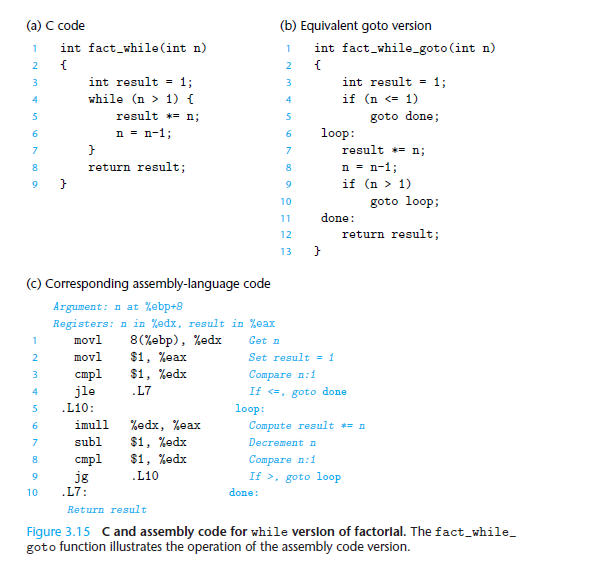 (a) C code
1 int fact_while(int n)
2 {
3 int result = 1;
4 while (n > 1) {
5 result *= n;
6 n = n-1;
7 }
8 return result;
9 }
(b) Equivalent goto version
1 int fact_while_goto(int n)
2 {
3 int result = 1;
4 if (n <= 1)
5 goto done;
6 loop:
7 result *= n;
8 n = n-1;
9 if (n > 1)
10 goto loop;
11 done:
12 return result;
13 }
(c) Corresponding assembly-language code
Argument: n at %ebp+8
Registers: n in %edx, result in %eax
1 movl 8(%ebp), %edx Get n
2 movl $1, %eax Set result = 1
3 cmpl $1, %edx Compare n:1
4 jle .L7 If <=, goto done
5 .L10: loop:
6 imull %edx, %eax Compute result *= n
7 subl $1, %edx Decrement n
8 cmpl $1, %edx Compare n:1
9 jg .L10 If >, goto loop
10 .L7: done:
Return result
Figure 3.15 C and assembly code for while version of factorial. The fact_while_
goto function illustrates the operation of the assembly code version.